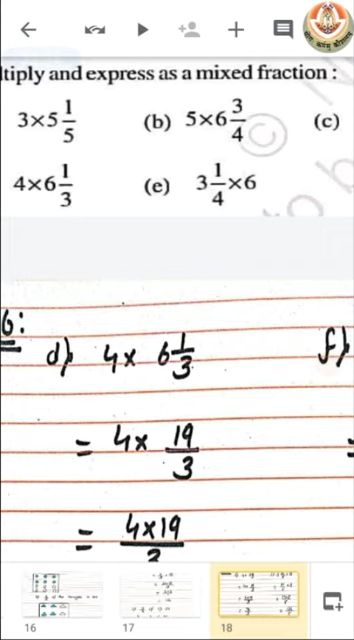 ltiply and express as a mixed fraction :
3×5 1/5 (b) 5×6 3/4 (c)
4×6 1/3 (e) 3 1/4 ×6
6:
d) 4× 6 1/3 f)
= 4× 19/3
= 4×19/3
16 17 18